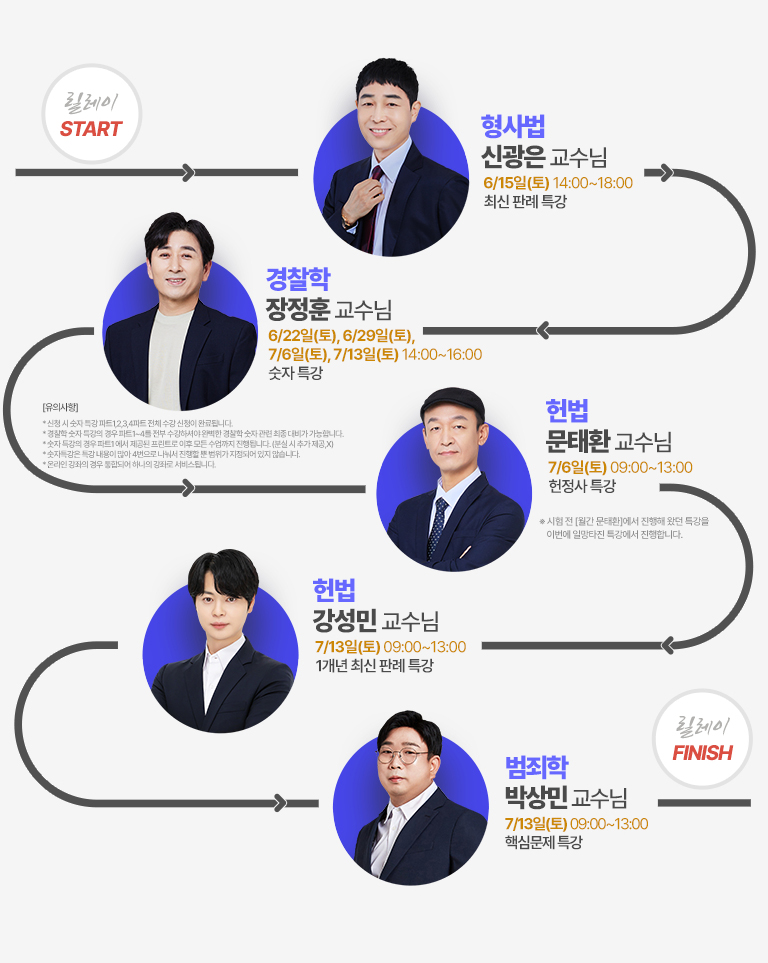 릴레이
START
형사법
신광은 교수님
6/15일(토) 14:00~18:00
최신 판례 특강
경찰학
장정훈 교수님
6/22일(토), 6/29일(토),
7/6일(토), 7/13일(토) 14:00~16:00
숫자 특강
[유의사항]
* 신청 시 숫자 특강 파트1,2,3,4파트 전체 수강 신청이 완료됩니다.
* 경찰학 숫자 특강의 경우 파트1~4를 전부 수강하셔야 완벽한 경찰학 숫자 관련 최종 대비가 가능합니다.
* 숫자 특강의 경우 파트1에서 제공된 프린트로 이후 모든 수업까지 진행됩니다. (분실 시 추가 제공,X)
* 숫자특강은 특강 내용이 많아 4번으로 나눠서 진행할 뿐 범위가 지정되어 있지 않습니다.
* 온라인 강좌의 경우 통합되어 하나의 강좌로 서비스됩니다.
헌법
문태환 교수님
7/6일(토) 09:00~13:00
헌정사 특강
※ 시험 전 [월간 문태환]에서 진행해 왔던 특강을
이번에 일망타진 특강에서 진행합니다.
헌법
강성민 교수님
7/13일(토) 09:00~13:00
1개년 최신 판례 특강
릴레이
FINISH
범죄학
박상민 교수님
7/13일(토) 09:00~13:00
핵심문제 특강